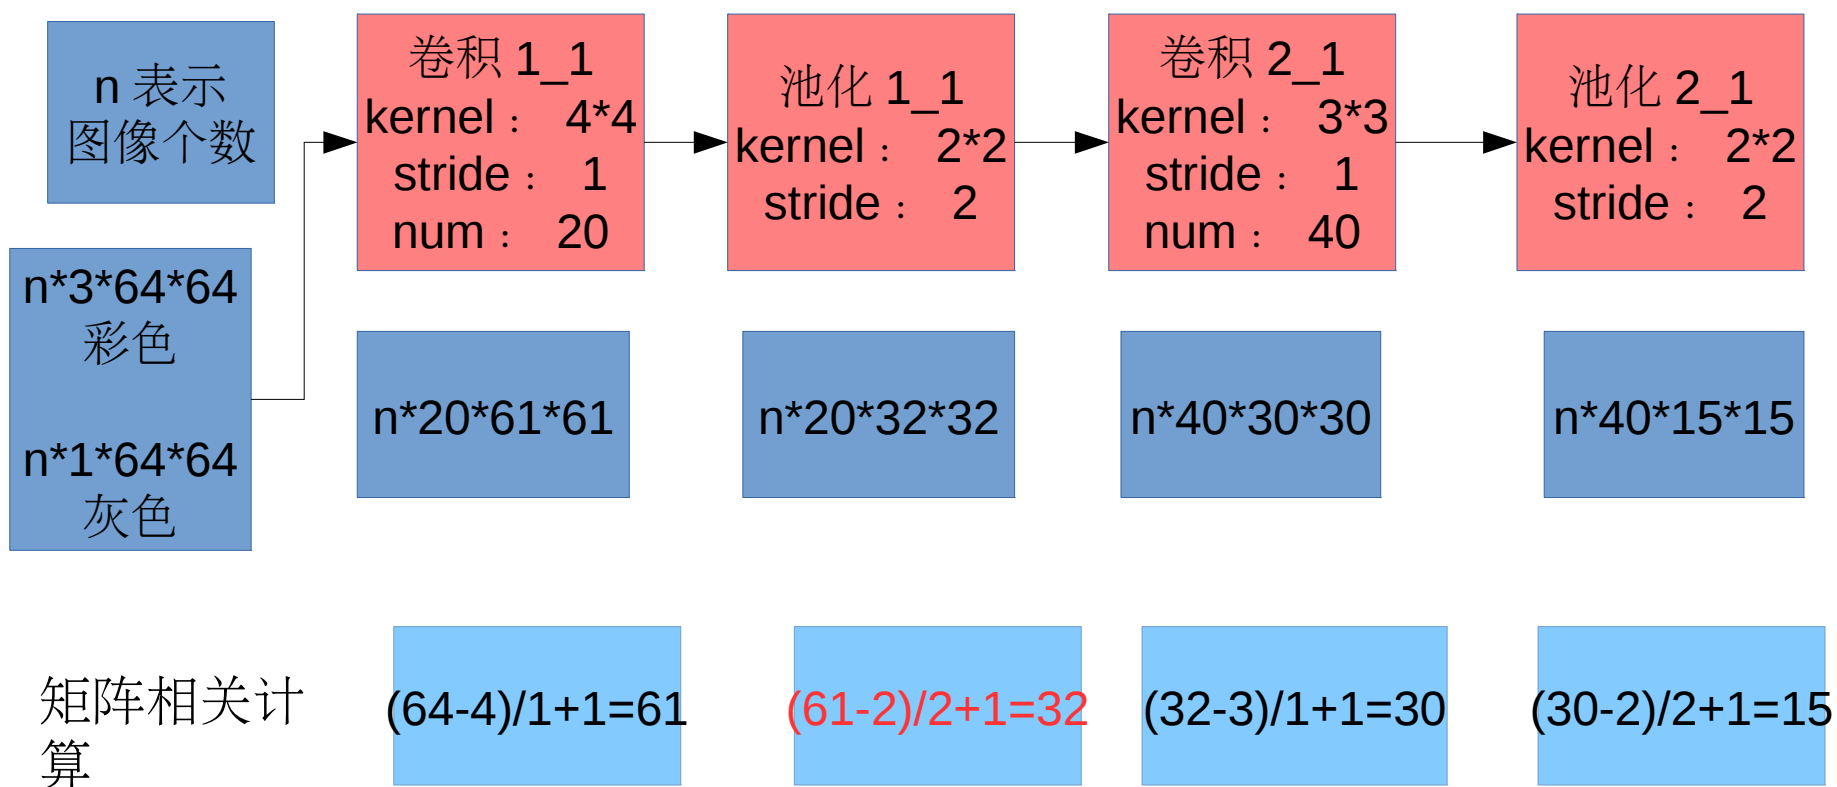 n 表示
图像个数
n*3*64*64
彩色
n*1*64*64
灰色
卷积 1_1
kernel： 4*4
stride： 1
num： 20
池化 1_1
kernel： 2*2
stride： 2
卷积 2_1
kernel： 3*3
stride： 1
num： 40
池化 2_1
kernel： 2*2
stride： 2
n*20*61*61
n*20*32*32
n*40*30*30
n*40*15*15
矩阵相关计
算
(64-4)/1+1=61
(61-2)/2+1=32
(32-3)/1+1=30
(30-2)/2+1=15